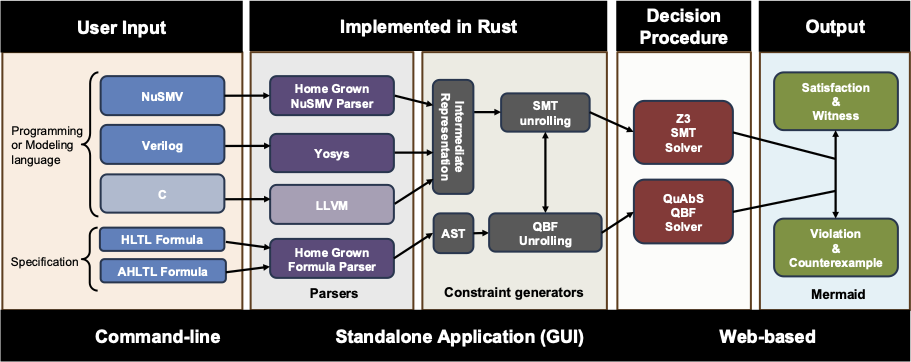 User Input
Implemented in Rust
Decision
Procedure
Output
Programming
or Modeling
language
NuSMV
Verilog
C
Specification
HLTL Formula
AHLTL Formula
Home Grown
NuSMV Parser
Yosys
LLVM
Home Grown
Formula Parser
Parsers
Intermediate
Representation
AST
SMT
unrolling
QBF
Unrolling
Constraint generators
Z3
SMT
Solver
QuAbS
QBF
Solver
Satisfaction
&
Witness
Violation
&
Counterexample
Mermaid
Command-line
Standalone Application (GUI)
Web-based